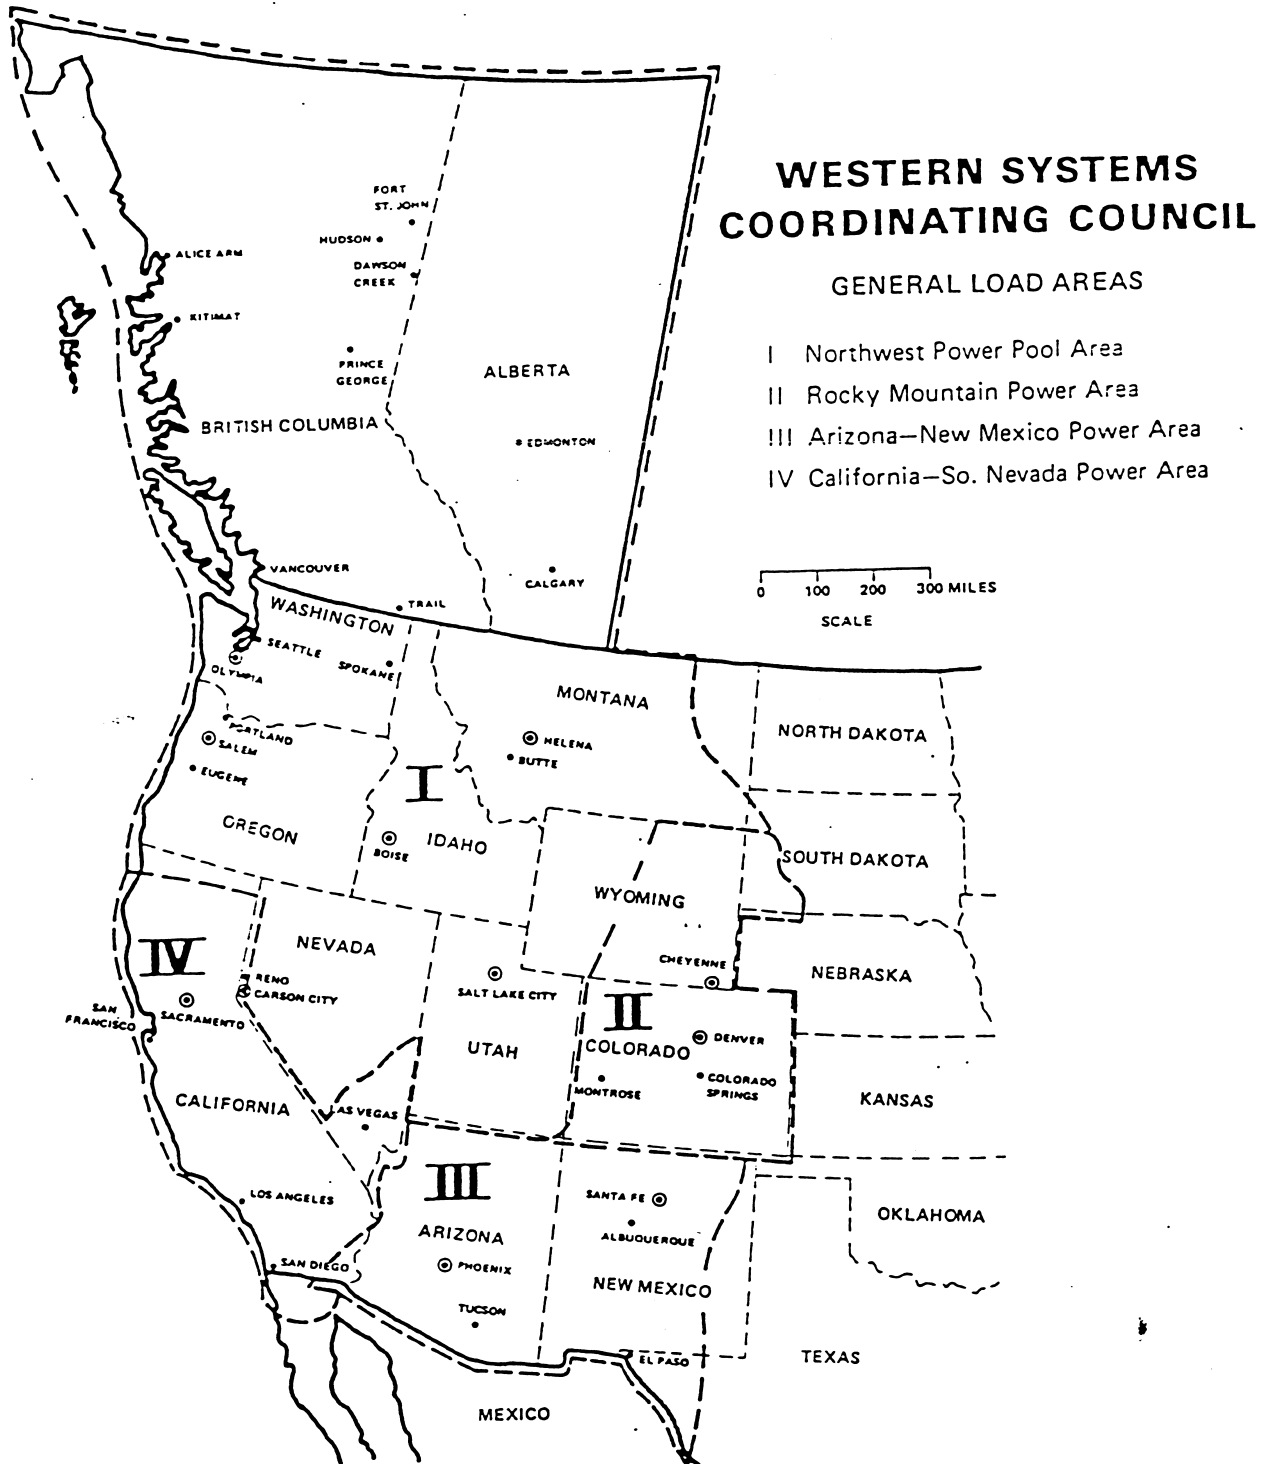 WESTERN SYSTEMS
COORDINATING COUNCIL
GENERAL LOAD AREAS
I Northwest Power Pool Area
II Rocky Mountain Power Area
III Arizona–New Mexico Power Area
IV California–So. Nevada Power Area
0 100 200 300 MILES
SCALE
FORT
ST. JOHN
HUDSON
DAWSON
CREEK
ALICE ARM
KITIMAT
PRINCE
GEORGE
ALBERTA
BRITISH COLUMBIA
EDMONTON
VANCOUVER
CALGARY
TRAIL
WASHINGTON
SEATTLE
SPOKANE
OLYMPIA
MONTANA
NORTH DAKOTA
PORTLAND
SALEM
HELENA
BUTTE
EUGENE
I
OREGON
BOISE
IDAHO
SOUTH DAKOTA
WYOMING
IV
NEVADA
CHEYENNE
NEBRASKA
RENO
CARSON CITY
SALT LAKE CITY
II
SAN
FRANCISCO
SACRAMENTO
UTAH
COLORADO
DENVER
MONTROSE
COLORADO
SPRINGS
KANSAS
CALIFORNIA
LAS VEGAS
III
LOS ANGELES
SANTA FE
ARIZONA
ALBUQUERQUE
OKLAHOMA
SAN DIEGO
PHOENIX
NEW MEXICO
TUCSON
EL PASO
TEXAS
MEXICO